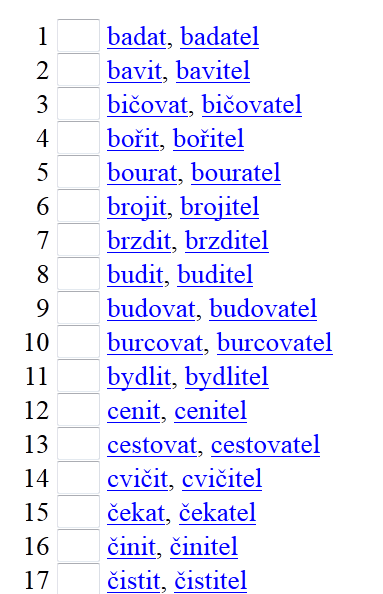 1 badat, badatel
2 bavit, bavitel
3 bičovat, bičovatel
4 bořit, bořitel
5 bourat, bouratel
6 brojit, brojitel
7 brzdit, brzditel
8 budit, buditel
9 budovat, budovatel
10 burcovat, burcovatel
11 bydlit, bydlitel
12 cenit, cenitel
13 cestovat, cestovatel
14 cvičit, cvičitel
15 čekat, čekatel
16 činit, činitel
17 čistit, čistitel